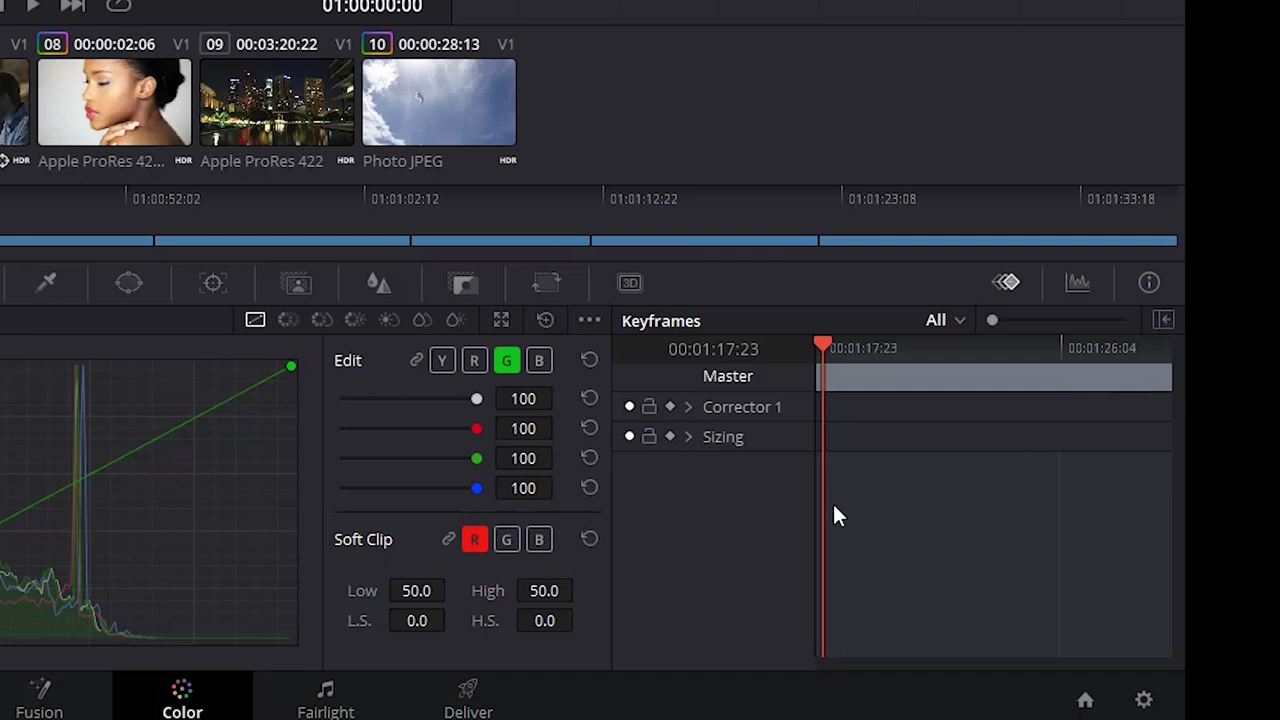 01:00:00:00
V1 08 00:00:02:06 V1 09 00:03:20:22 V1 10 00:00:28:13 V1
HDR Apple ProRes 42... HDR Apple ProRes 422 HDR Photo JPEG HDR
01:00:52:02 01:01:02:12 01:01:12:22 01:01:23:08 01:01:33:18
3D
Keyframes All
Edit Y R G B
00:01:17:23 00:01:17:23 00:01:26:04
Master
100
Corrector 1
100
Sizing
100
100
Soft Clip R G B
Low 50.0 High 50.0
L.S. 0.0 H.S. 0.0
Fusion Color Fairlight Deliver